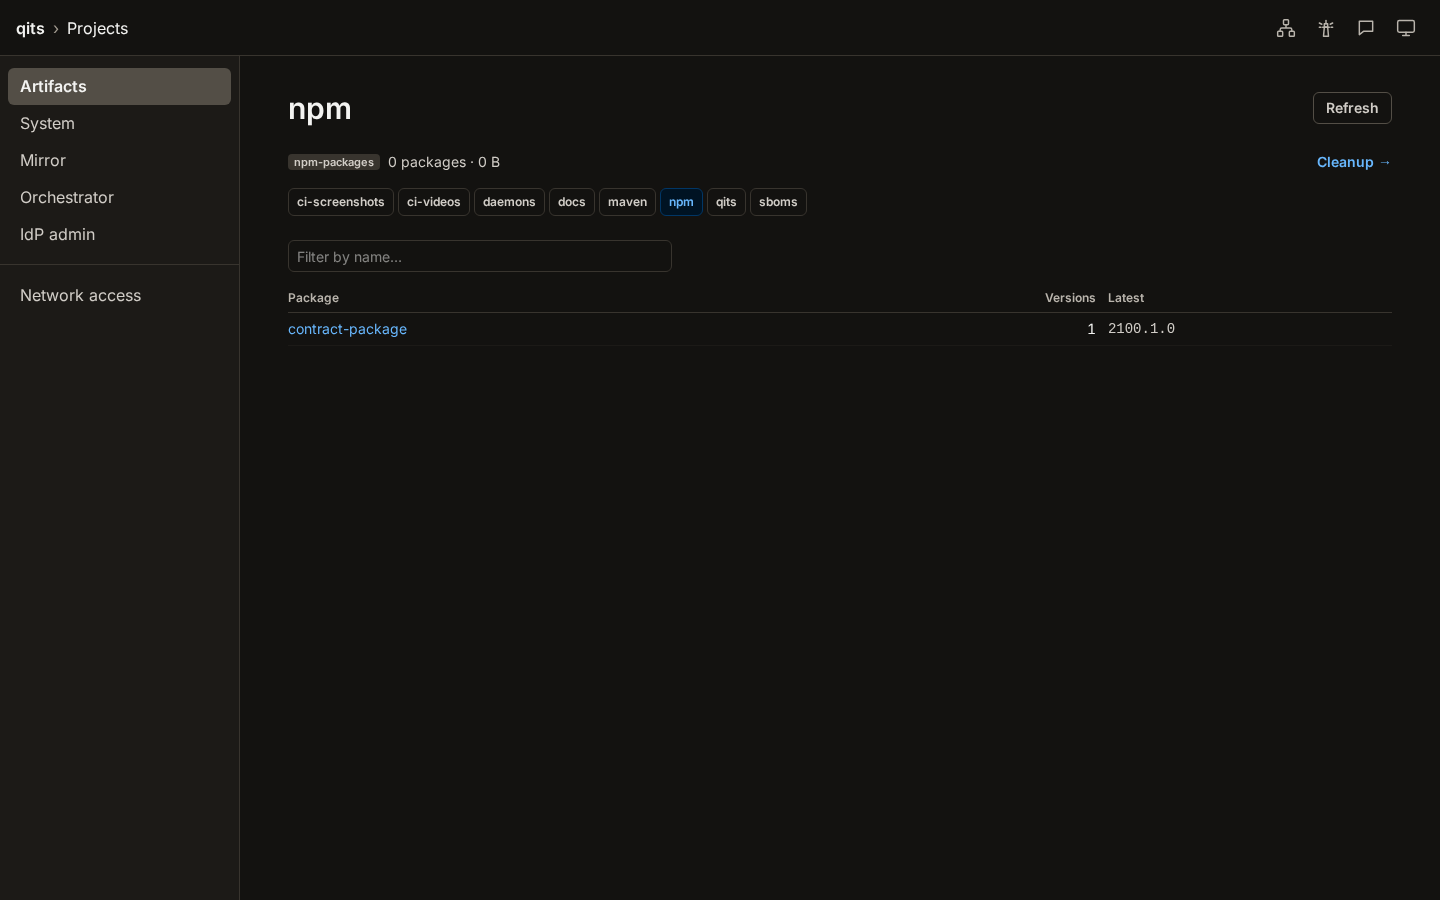 qits › Projects
Artifacts
System
Mirror
Orchestrator
IdP admin
Network access
npm
Refresh
npm-packages 0 packages · 0 B
Cleanup →
ci-screenshots ci-videos daemons docs maven npm qits sboms
Filter by name...
Package Versions Latest
contract-package 1 2100.1.0